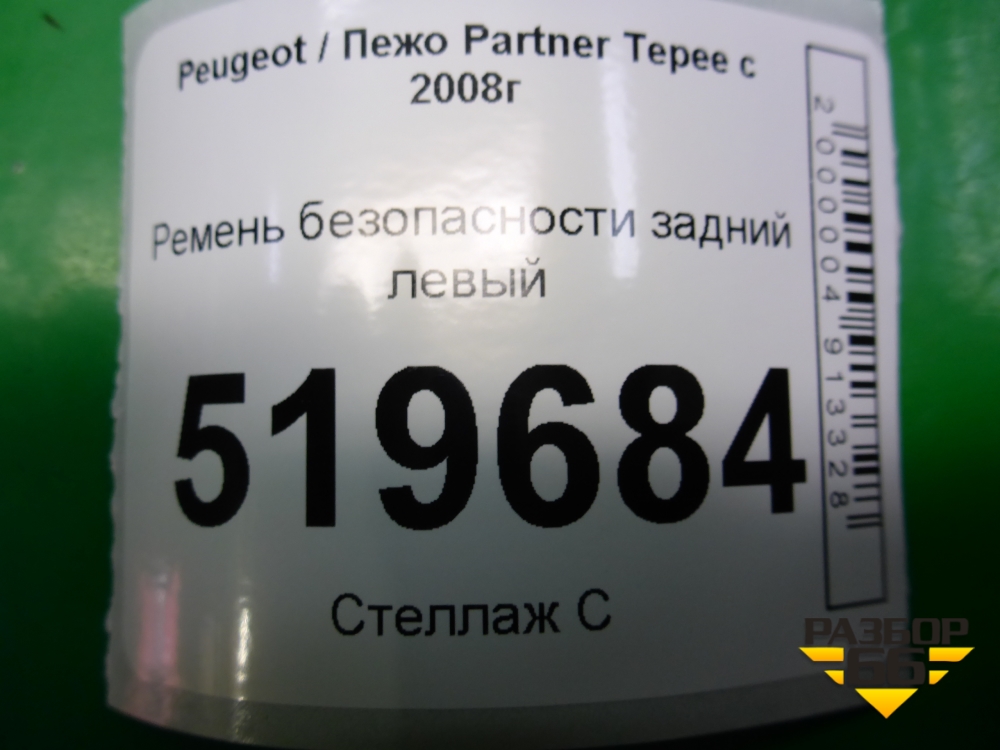 Peugeot / Пежо Partner Tepee с
2008г
Ремень безопасности задний
левый
519684
Стеллаж С
2000004913328
РАЗБОР
66